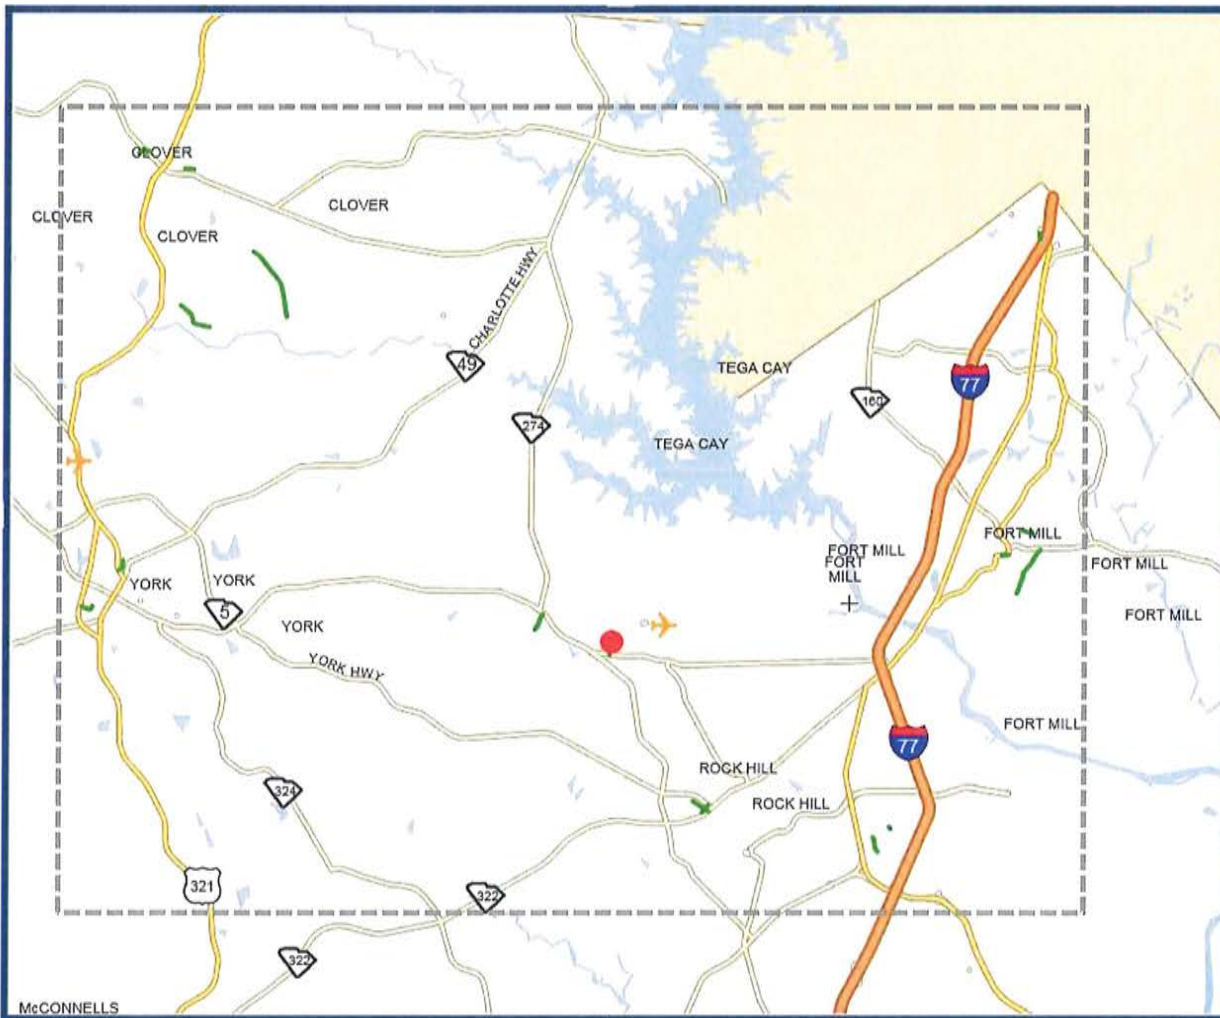 CLOVER
CLOVER
CLOVER
CLOVER
CHARLOTTE HWY
49
TEGA CAY
77
160
274
TEGA CAY
FORT MILL
FORT MILL
FORT
MILL
FORT MILL
YORK
YORK
5
YORK
FORT MILL
YORK HWY
FORT MILL
77
ROCK HILL
324
ROCK HILL
321
322
322
McCONNELLS